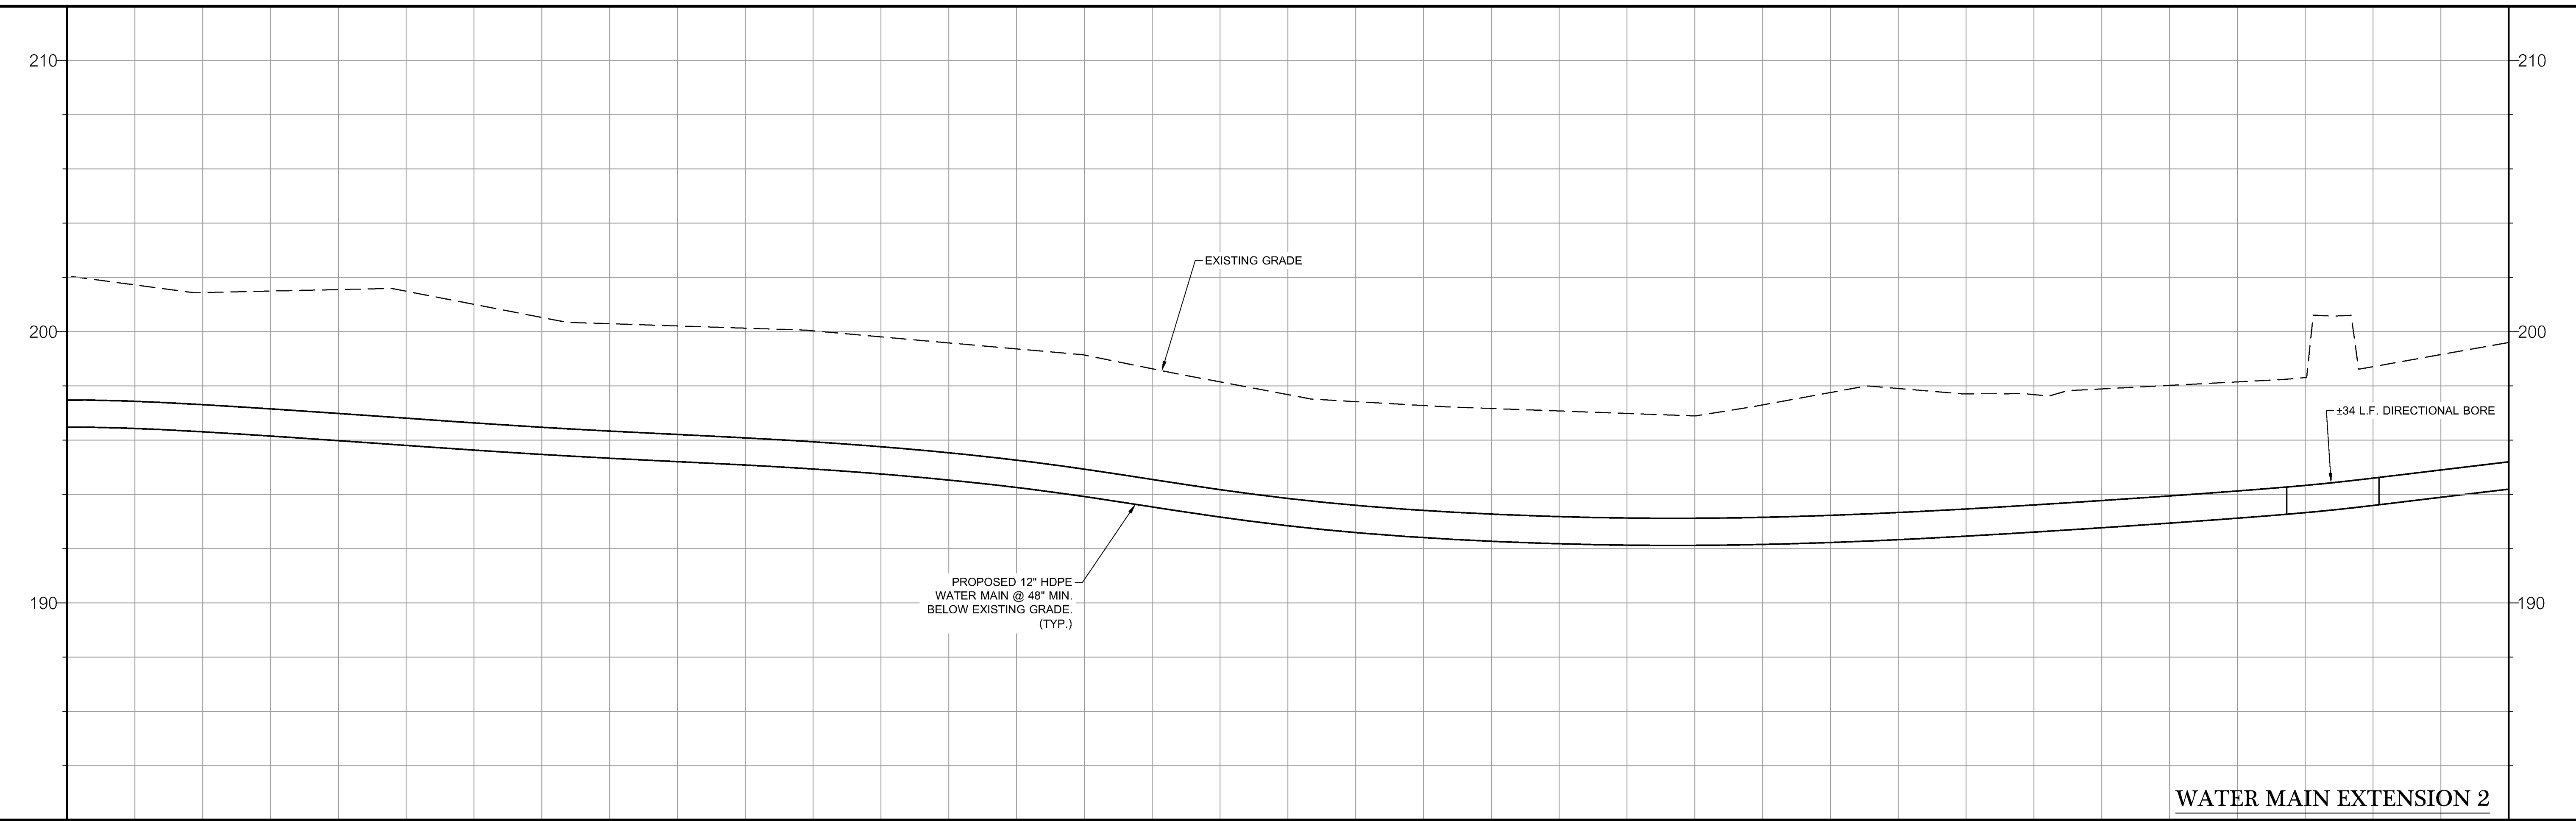 210
210
EXISTING GRADE
200
200
±34 L.F. DIRECTIONAL BORE
PROPOSED 12" HDPE
WATER MAIN @ 48" MIN.
BELOW EXISTING GRADE.
(TYP.)
190
190
WATER MAIN EXTENSION 2